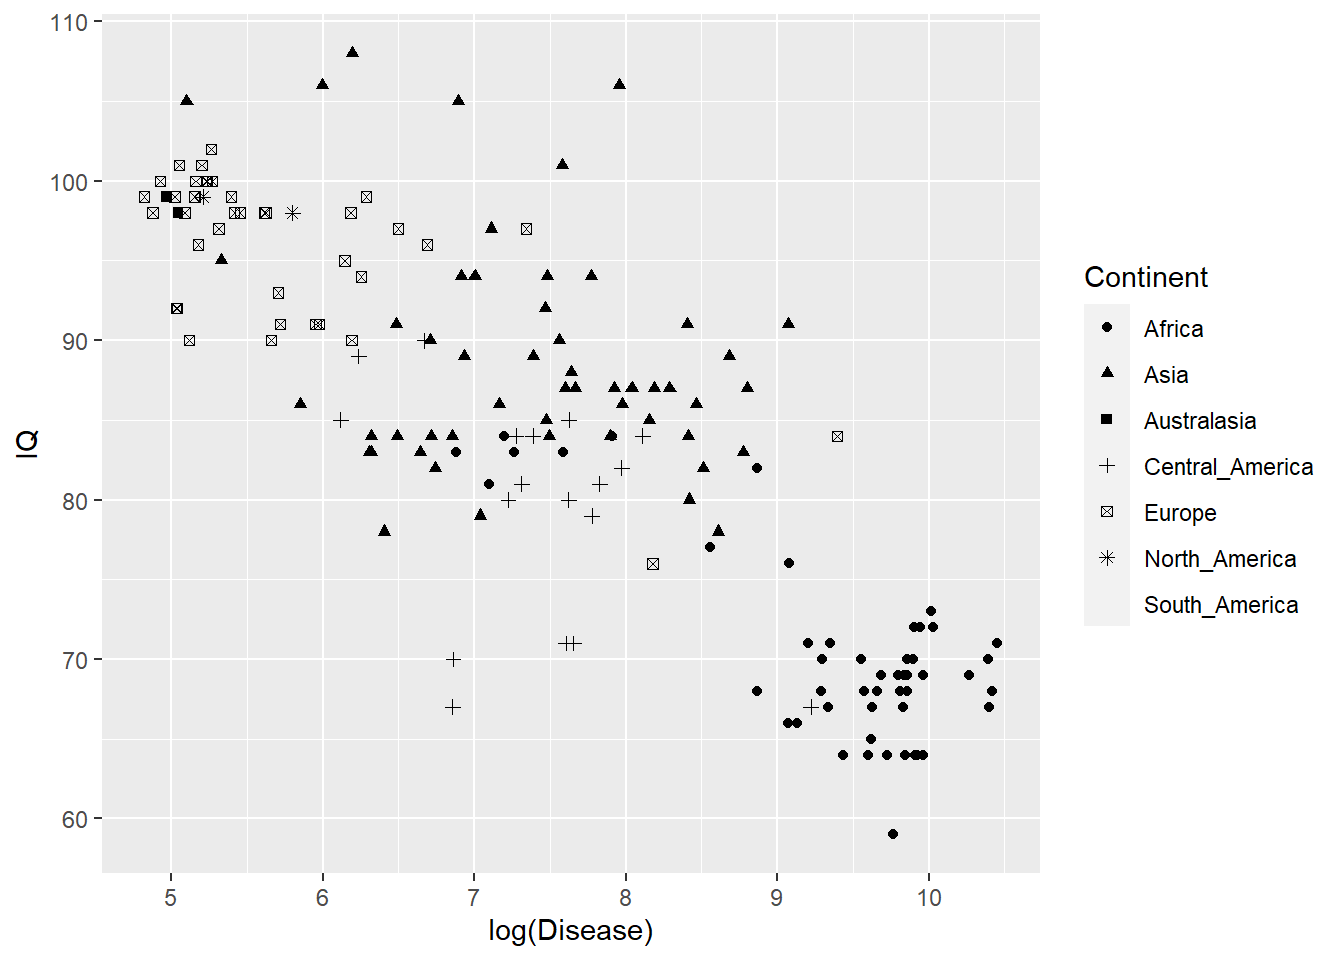 110
100
90
80
70
60
IQ
5 6 7 8 9 10
log(Disease)
Continent
Africa
Asia
Australasia
Central_America
Europe
North_America
South_America